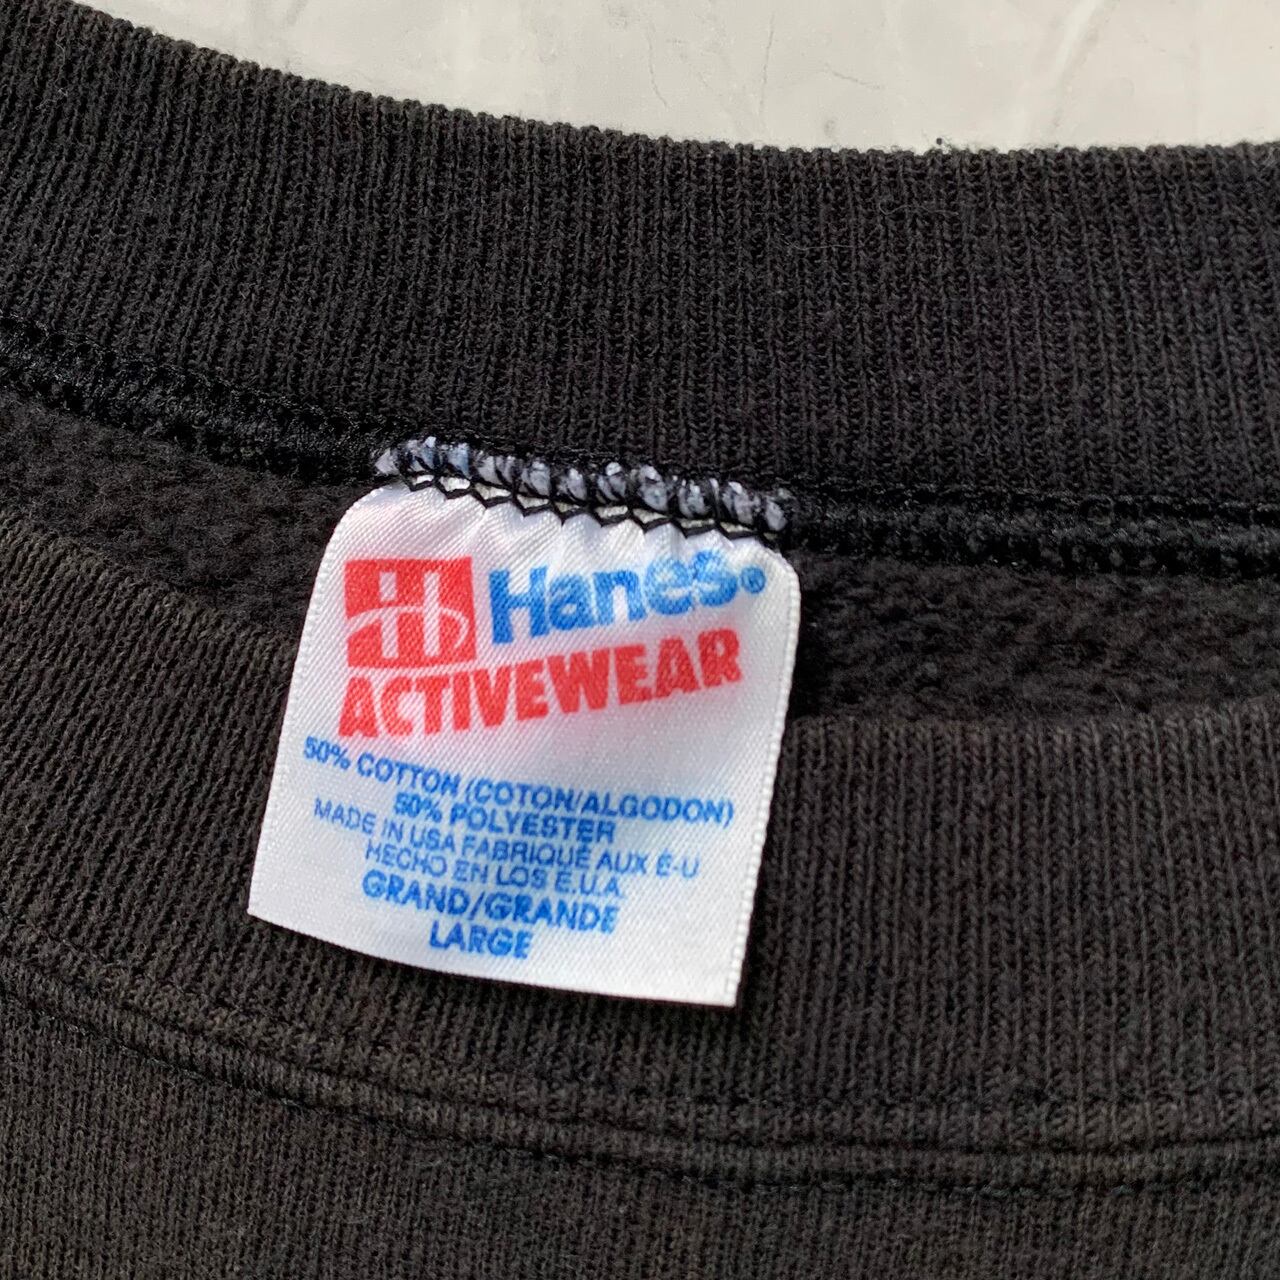 Hanes®
ACTIVEWEAR
50% COTTON (COTON/ALGODON)
50% POLYESTER
MADE IN USA FABRIQUÉ AUX É-U
HECHO EN LOS E.U.A.
GRAND/GRANDE
LARGE